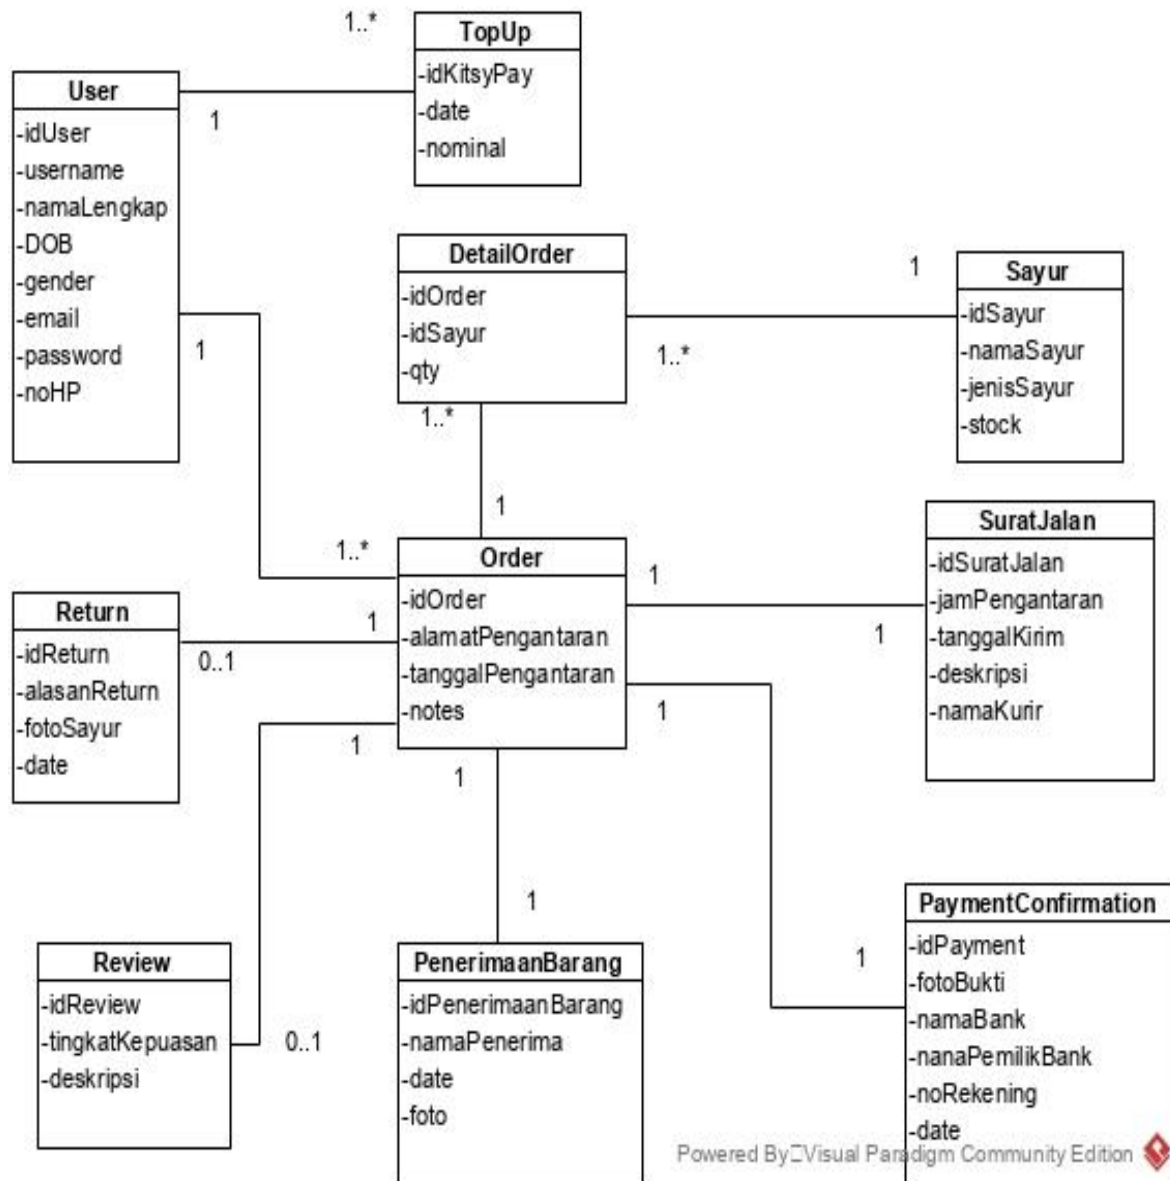 1..*
TopUp
-idKitsyPay
-date
-nominal
User
-idUser
-username
-namaLengkap
-DOB
-gender
-email
-password
-noHP
1
1
DetailOrder
-idOrder
-idSayur
-qty
1..*
1
1..*
Sayur
-idSayur
-namaSayur
-jenisSayur
-stock
1
1..*
Order
-idOrder
-alamatPengantaran
-tanggalPengantaran
-notes
1
1
SuratJalan
-idSuratJalan
-jamPengantaran
-tanggalKirim
-deskripsi
-namaKurir
Return
-idReturn
-alasanReturn
-fotoSayur
-date
1
0..1
1
1
1
1
1
PaymentConfirmation
-idPayment
-fotoBukti
-namaBank
-nanaPemilikBank
-noRekening
-date
Review
-idReview
-tingkatKepuasan
-deskripsi
0..1
PenerimaanBarang
-idPenerimaanBarang
-namaPenerima
-date
-foto
Powered By Visual Paradigm Community Edition